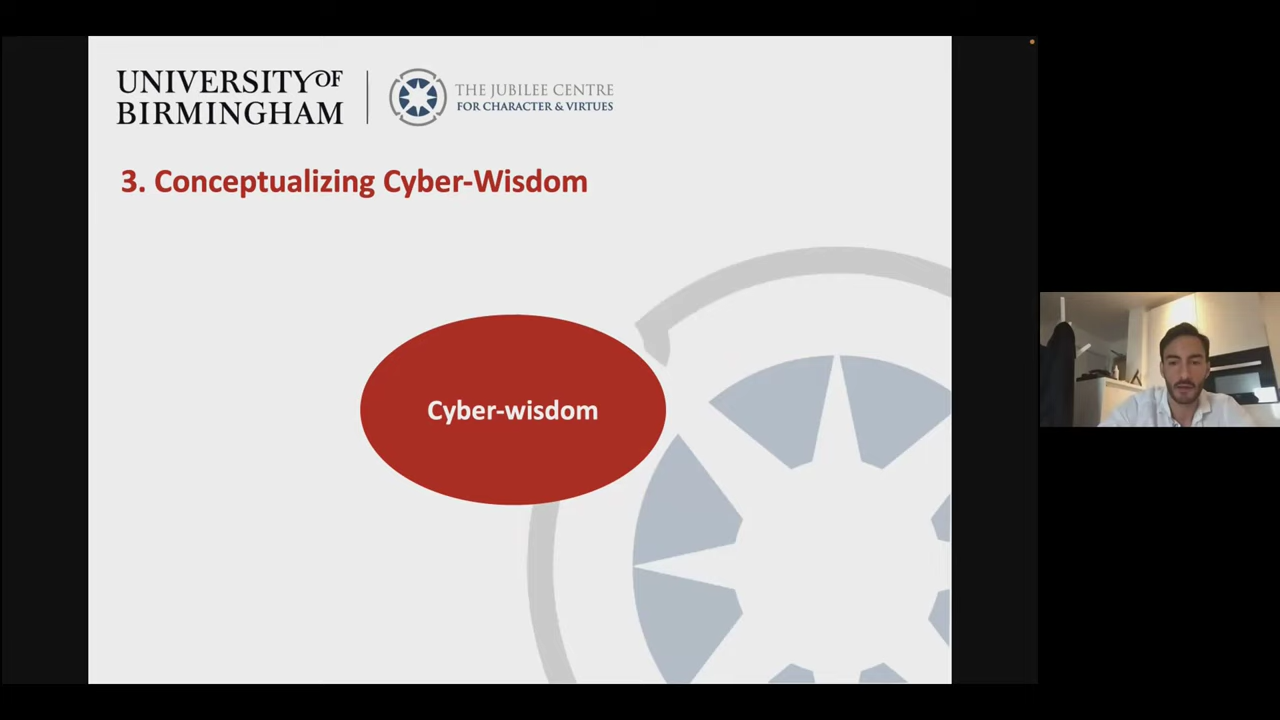 UNIVERSITY OF
BIRMINGHAM
THE JUBILEE CENTRE
FOR CHARACTER & VIRTUES
3. Conceptualizing Cyber-Wisdom
Cyber-wisdom